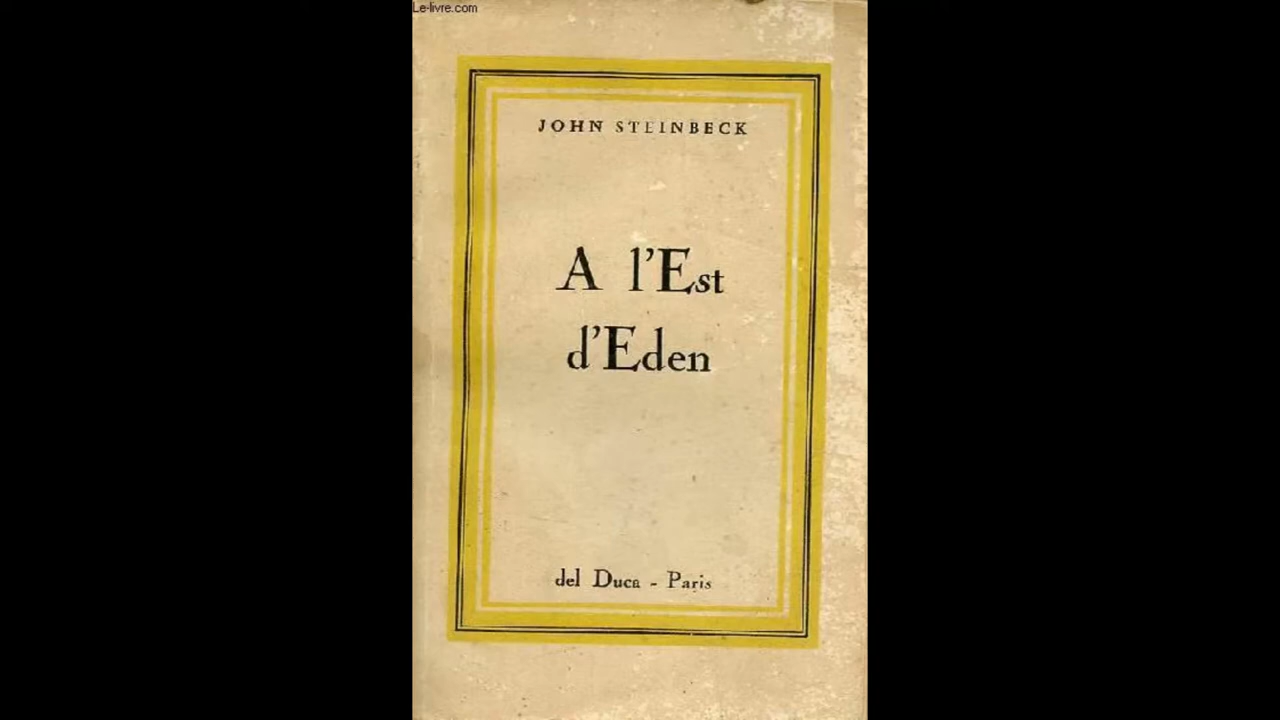 Le-livre.com
JOHN STEINBECK
A l'Est
d'Eden
del Duca - Paris